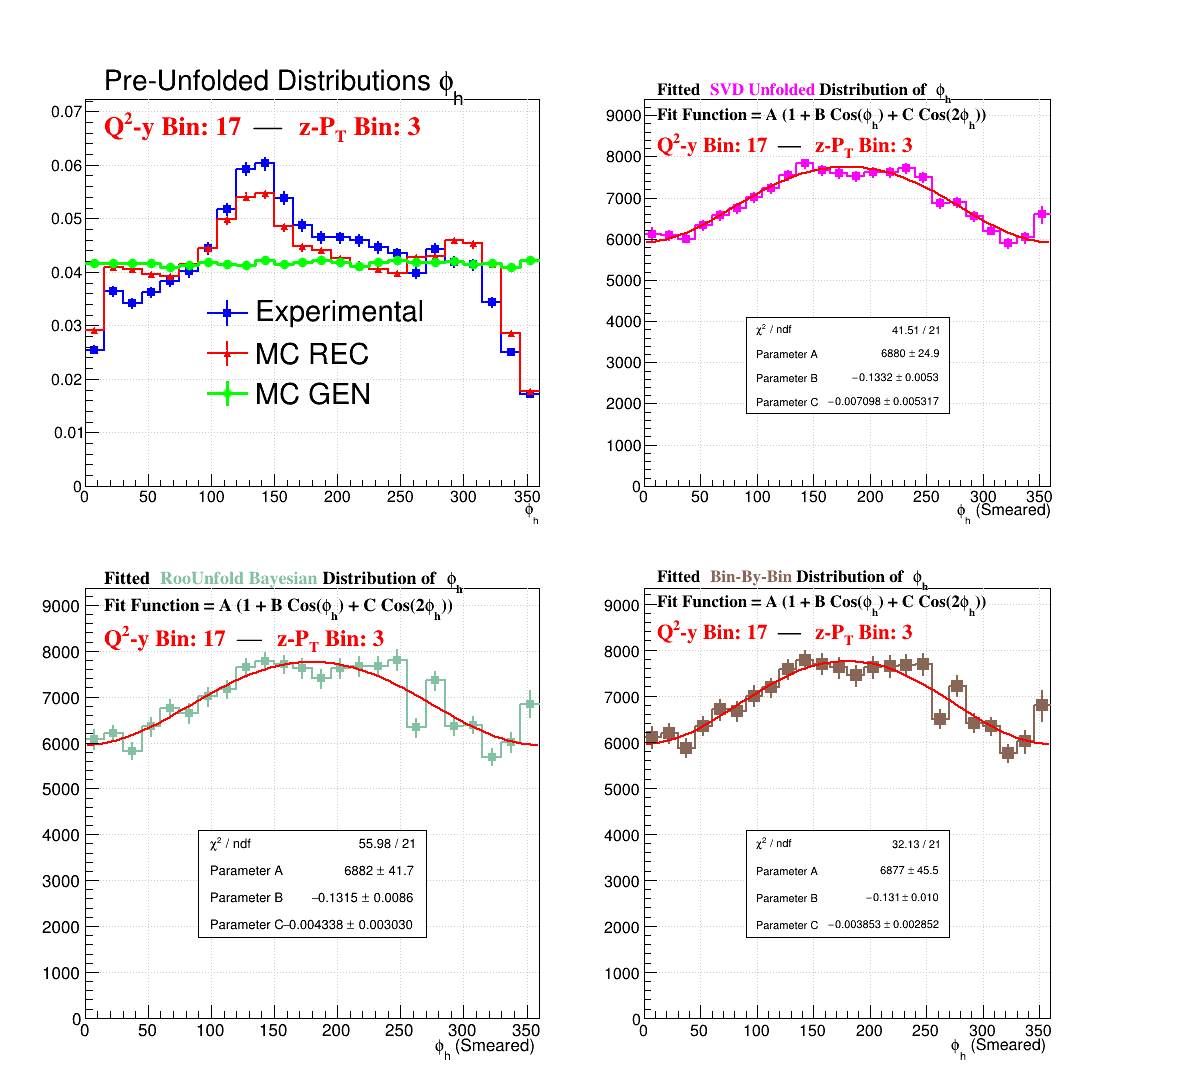 Pre-Unfolded Distributions ϕh
Q²-y Bin: 17 — z-PT Bin: 3
0.07
0.06
0.05
0.04
0.03
0.02
0.01
0
Experimental
MC REC
MC GEN
0 50 100 150 200 250 300 350
ϕh
Fitted SVD Unfolded Distribution of ϕh
Fit Function = A (1 + B Cos(ϕh) + C Cos(2ϕh))
Q²-y Bin: 17 — z-PT Bin: 3
9000
8000
7000
6000
5000
4000
3000
2000
1000
0
χ² / ndf 41.51 / 21
Parameter A 6880 ± 24.9
Parameter B −0.1332 ± 0.0053
Parameter C −0.007098 ± 0.005317
0 50 100 150 200 250 300 350
ϕh (Smeared)
Fitted RooUnfold Bayesian Distribution of ϕh
Fit Function = A (1 + B Cos(ϕh) + C Cos(2ϕh))
Q²-y Bin: 17 — z-PT Bin: 3
9000
8000
7000
6000
5000
4000
3000
2000
1000
0
χ² / ndf 55.98 / 21
Parameter A 6882 ± 41.7
Parameter B −0.1315 ± 0.0086
Parameter C −0.004338 ± 0.003030
0 50 100 150 200 250 300 350
ϕh (Smeared)
Fitted Bin-By-Bin Distribution of ϕh
Fit Function = A (1 + B Cos(ϕh) + C Cos(2ϕh))
Q²-y Bin: 17 — z-PT Bin: 3
9000
8000
7000
6000
5000
4000
3000
2000
1000
0
χ² / ndf 32.13 / 21
Parameter A 6877 ± 45.5
Parameter B −0.131 ± 0.010
Parameter C −0.003853 ± 0.002852
0 50 100 150 200 250 300 350
ϕh (Smeared)